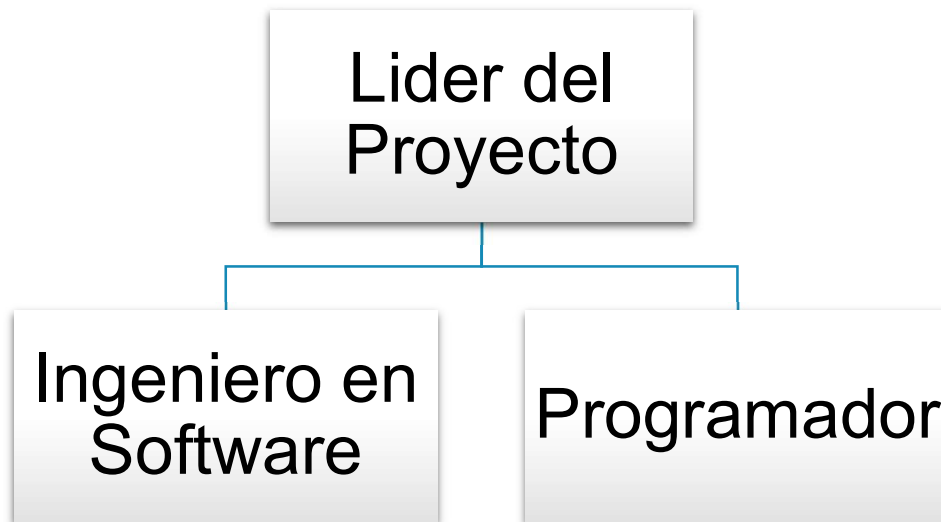 Lider del
Proyecto
Ingeniero en
Software
Programador